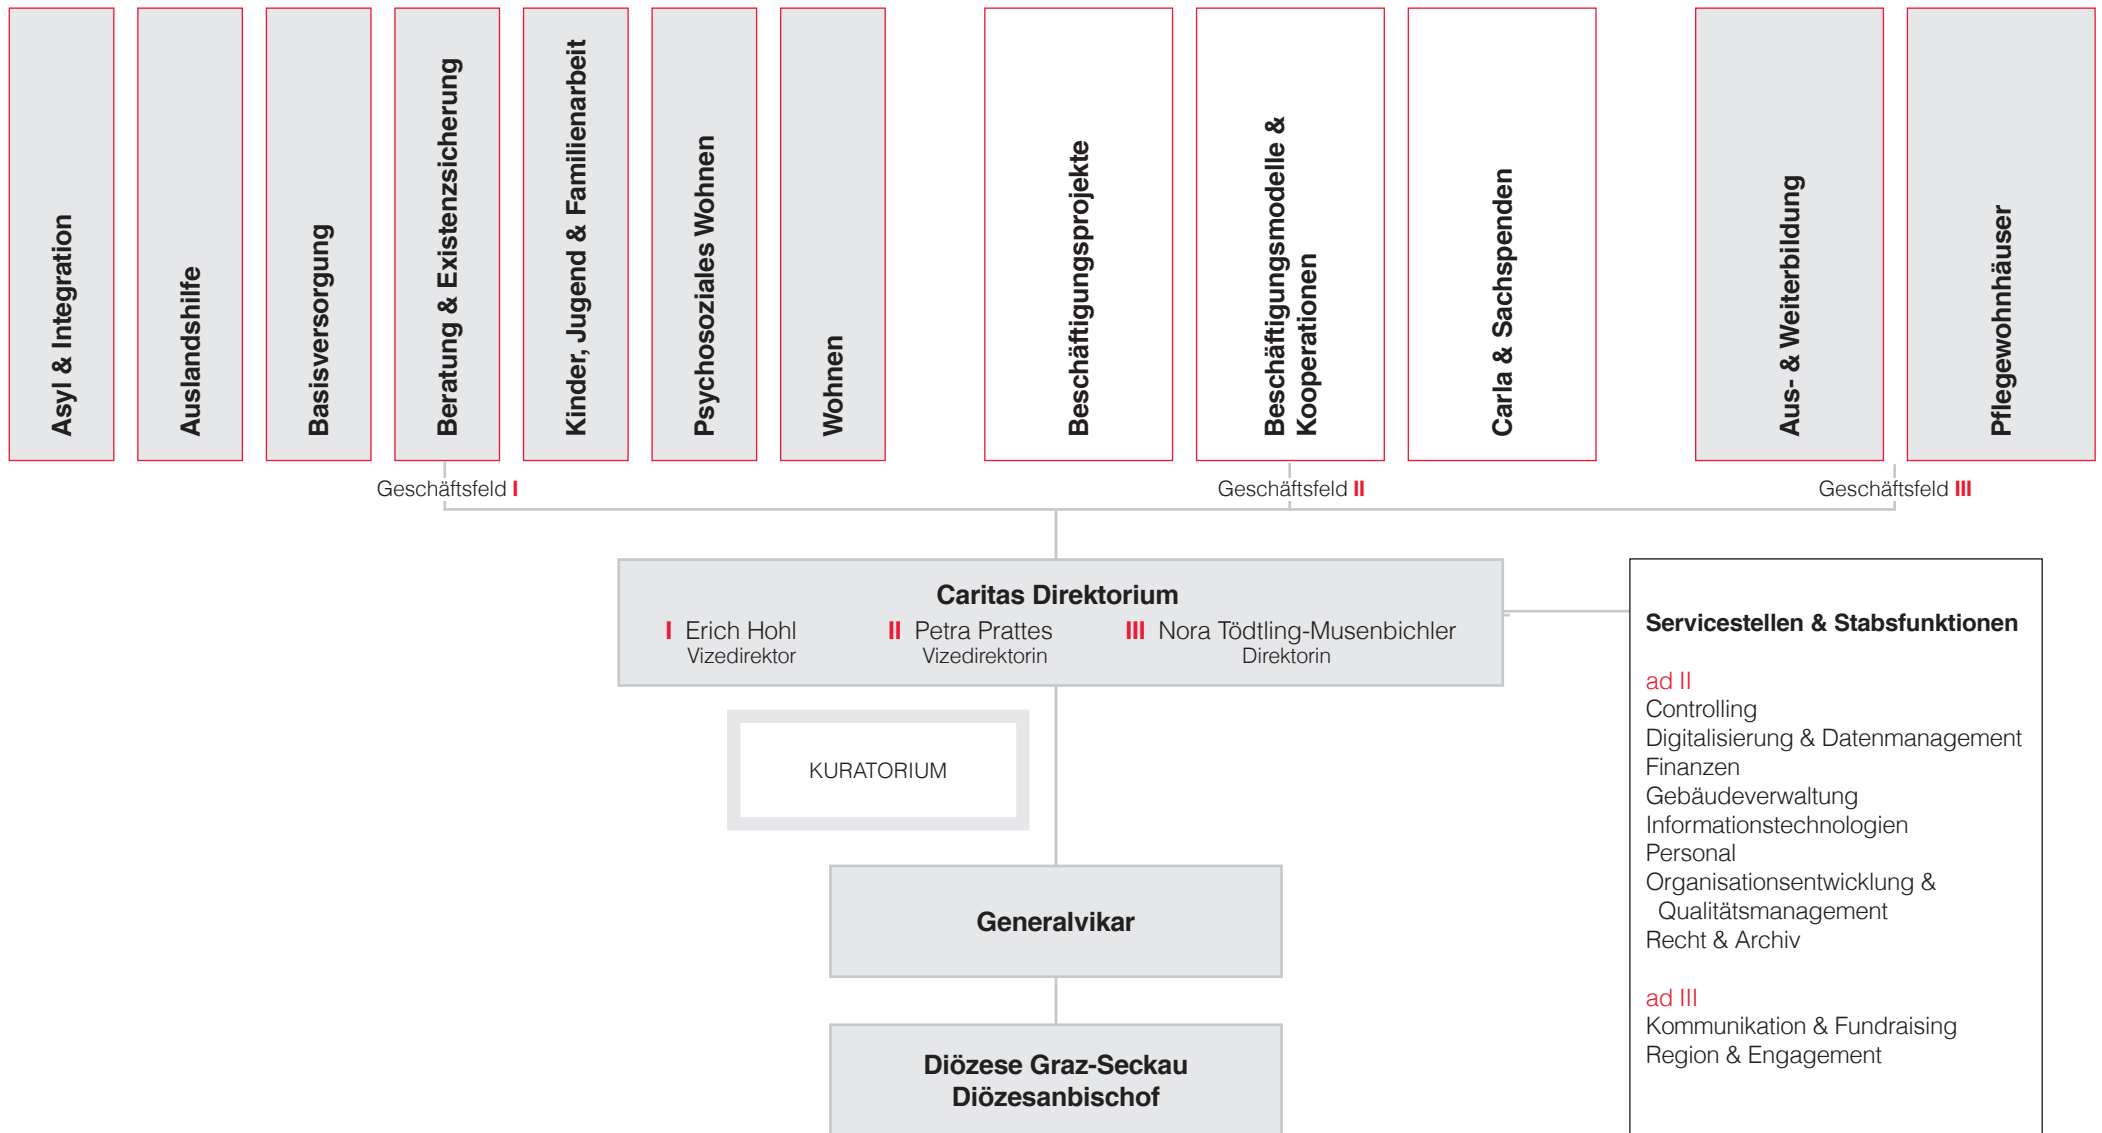 Asyl & Integration
Auslandshilfe
Basisversorgung
Beratung & Existenzsicherung
Kinder, Jugend & Familienarbeit
Psychosoziales Wohnen
Wohnen
Beschäftigungsprojekte
Beschäftigungsmodelle &
Kooperationen
Carla & Sachspenden
Aus- & Weiterbildung
Pflegewohnhäuser
Geschäftsfeld I
Geschäftsfeld II
Geschäftsfeld III
Caritas Direktorium
I Erich Hohl
Vizedirektor
II Petra Prattes
Vizedirektorin
III Nora Tödtling-Musenbichler
Direktorin
KURATORIUM
Generalvikar
Diözese Graz-Seckau
Diözesanbischof
Servicestellen & Stabsfunktionen
ad II
Controlling
Digitalisierung & Datenmanagement
Finanzen
Gebäudeverwaltung
Informationstechnologien
Personal
Organisationsentwicklung &
Qualitätsmanagement
Recht & Archiv
ad III
Kommunikation & Fundraising
Region & Engagement